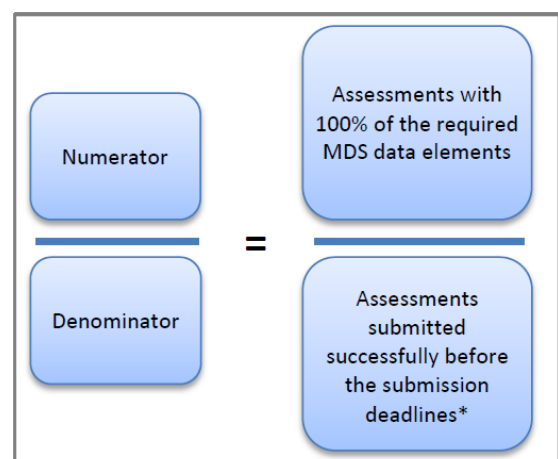 Numerator
Denominator
=
Assessments with
100% of the required
MDS data elements
Assessments
submitted
successfully before
the submission
deadlines*